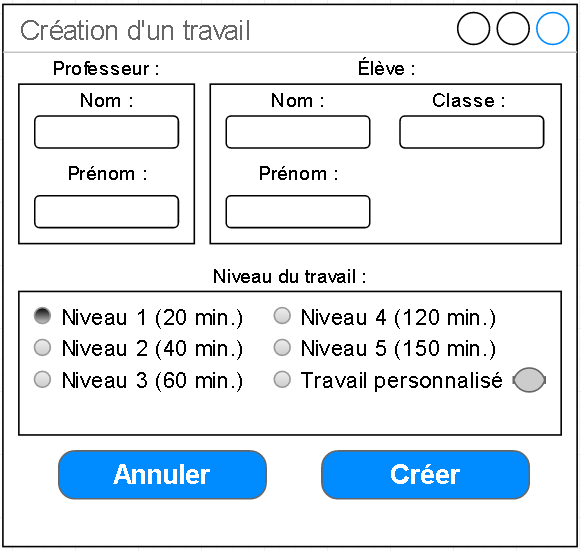 Création d'un travail
Professeur :
Élève :
Nom :
Prénom :
Nom :
Classe :
Prénom :
Niveau du travail :
Niveau 1 (20 min.)
Niveau 4 (120 min.)
Niveau 2 (40 min.)
Niveau 5 (150 min.)
Niveau 3 (60 min.)
Travail personnalisé
Annuler
Créer